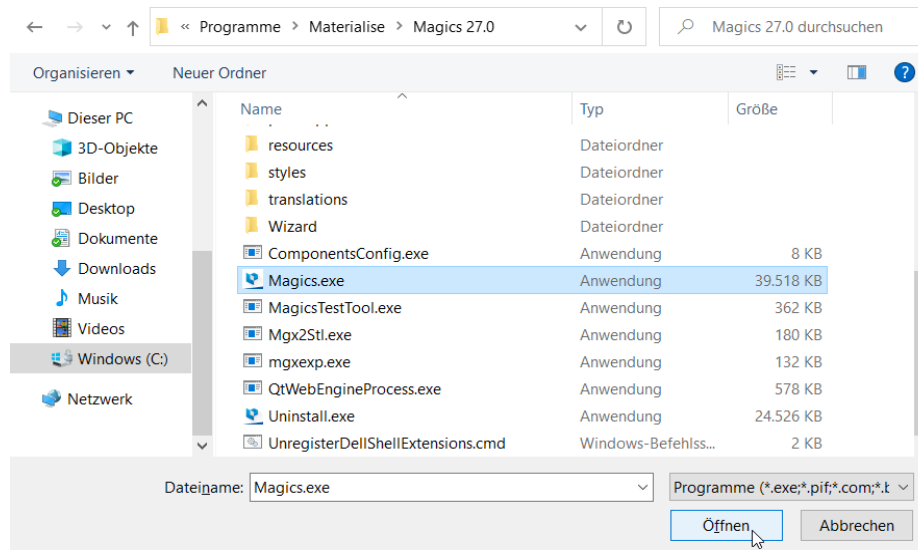 « Programme > Materialise > Magics 27.0 Magics 27.0 durchsuchen
Organisieren Neuer Ordner
Name Typ Größe
Dieser PC
3D-Objekte
Bilder
Desktop
Dokumente
Downloads
Musik
Videos
Windows (C:)
Netzwerk
resources Dateiordner
styles Dateiordner
translations Dateiordner
Wizard Dateiordner
ComponentsConfig.exe Anwendung 8 KB
Magics.exe Anwendung 39.518 KB
MagicsTestTool.exe Anwendung 362 KB
Mgx2Stl.exe Anwendung 180 KB
mgxexp.exe Anwendung 132 KB
QtWebEngineProcess.exe Anwendung 578 KB
Uninstall.exe Anwendung 24.526 KB
UnregisterDellShellExtensions.cmd Windows-Befehlss... 2 KB
Dateiname: Magics.exe Programme (*.exe;*.pif;*.com;*.b
Öffnen Abbrechen